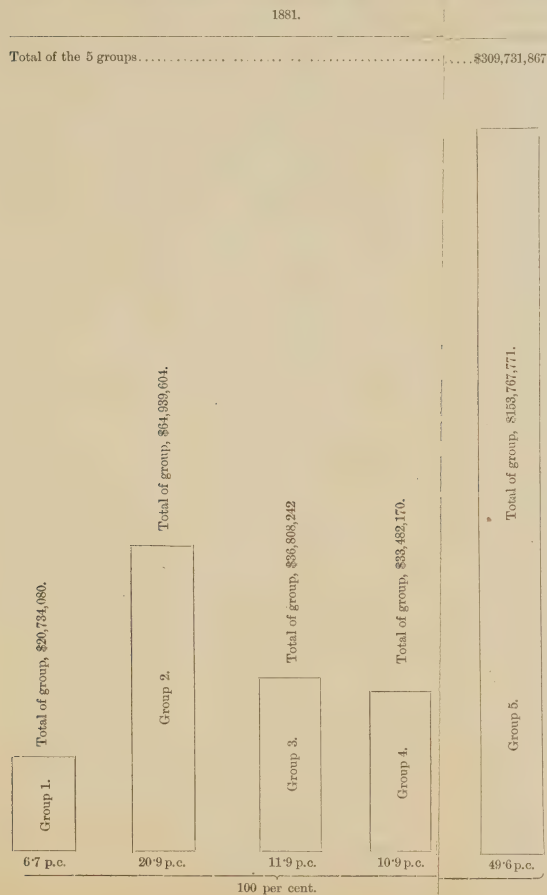 1881.
Total of the 5 groups.......................................................$309,731,867
Total of group, $20,734,080.
Group 1.
Total of group, $64,939,604.
Group 2.
Total of group, $36,808,242
Group 3.
Total of group, $33,482,170.
Group 4.
Total of group, $153,767,771.
Group 5.
6·7 p.c. 20·9 p.c. 11·9 p.c. 10·9 p.c. 49·6 p.c.
100 per cent.